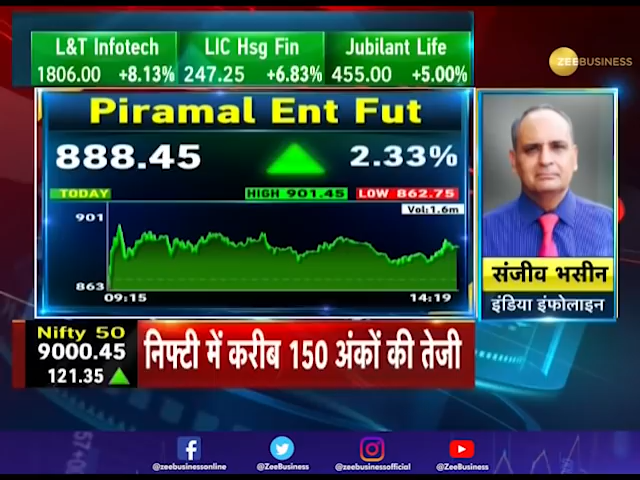 L&T Infotech
1806.00 +8.13%
LIC Hsg Fin
247.25 +6.83%
Jubilant Life
455.00 +5.00%
ZEEBUSINESS
Piramal Ent Fut
888.45 2.33%
TODAY HIGH 901.45 LOW 862.75
Vol:1.6m
901
863
09:15 14:19
संजीव भसीन
इंडिया इंफोलाइन
Nifty 50
9000.45
121.35
निफ्टी में करीब 150 अंकों की तेजी
@zeebusinessonline @ZeeBusiness @zeebusinessofficial @ZeeBusiness